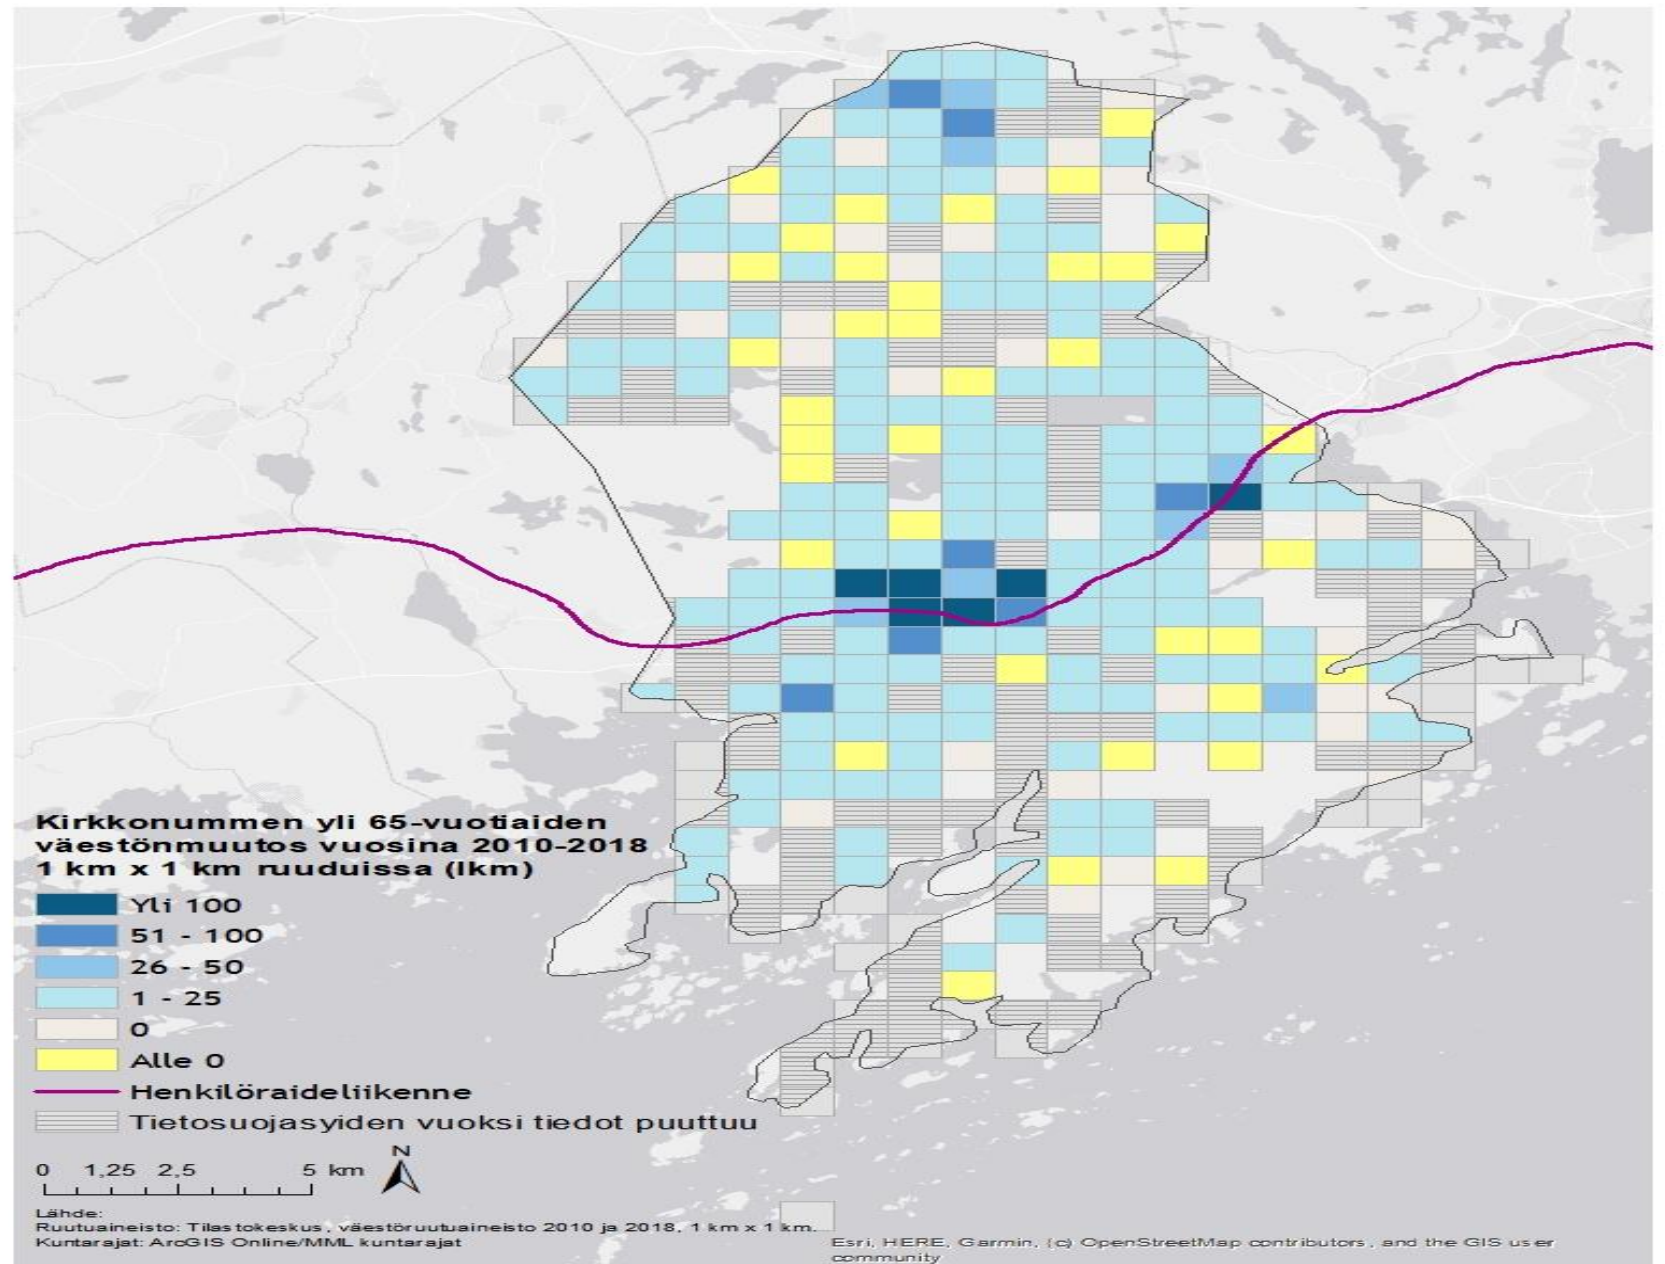 Kirkkonummen yli 65-vuotiaiden
väestönmuutos vuosina 2010-2018
1 km x 1 km ruuduissa (lkm)
Yli 100
51 - 100
26 - 50
1 - 25
0
Alle 0
Henkilöraideliikenne
Tietosuojasyiden vuoksi tiedot puuttuu
N
0 1,25 2,5 5 km
Lähde:
Ruutuaineisto: Tilastokeskus, väestöruutuaineisto 2010 ja 2018, 1 km x 1 km.
Kuntarajat: ArcGIS Online/MML kuntarajat
Esri, HERE, Garmin, (c) OpenStreetMap contributors, and the GIS user
community